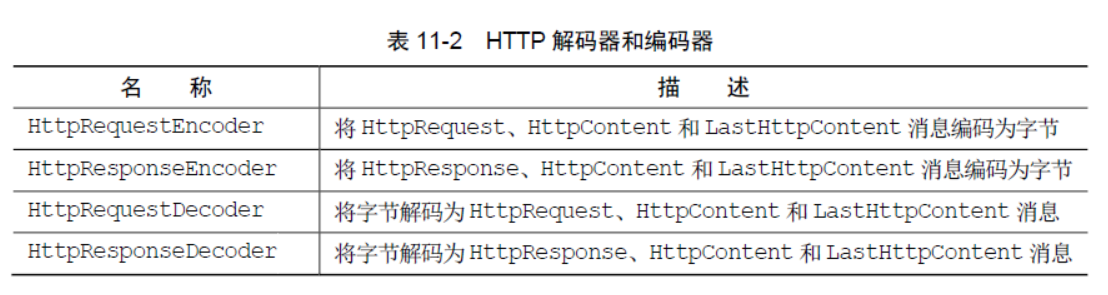 表 11-2 HTTP 解码器和编码器
名 称 描 述
HttpRequestEncoder 将 HttpRequest、HttpContent 和 LastHttpContent 消息编码为字节
HttpResponseEncoder 将 HttpResponse、HttpContent 和 LastHttpContent 消息编码为字节
HttpRequestDecoder 将字节解码为 HttpRequest、HttpContent 和 LastHttpContent 消息
HttpResponseDecoder 将字节解码为 HttpResponse、HttpContent 和 LastHttpContent 消息